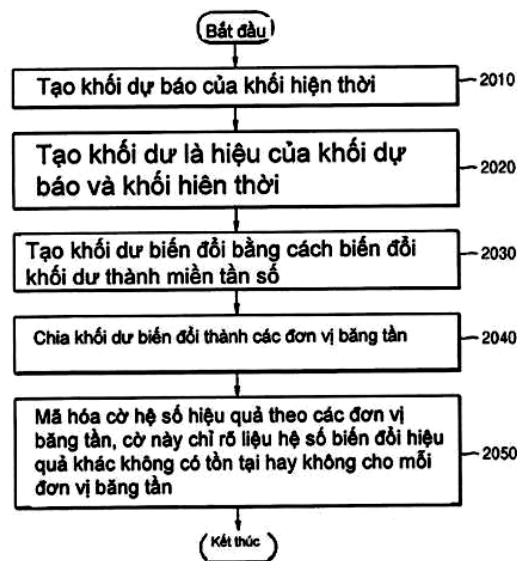 Bắt đầu
Tạo khối dự báo của khối hiện thời
2010
Tạo khối dư là hiệu của khối dự
báo và khối hiên thời
2020
Tạo khối dư biến đổi bằng cách biến đổi
khối dư thành miền tần số
2030
Chia khối dư biến đổi thành các đơn vị băng tần
2040
Mã hóa cờ hệ số hiệu quả theo các đơn vị
băng tần, cờ này chỉ rõ liệu hệ số biến đổi hiệu
quả khác không có tồn tại hay không cho mỗi
đơn vị băng tần
2050
Kết thúc